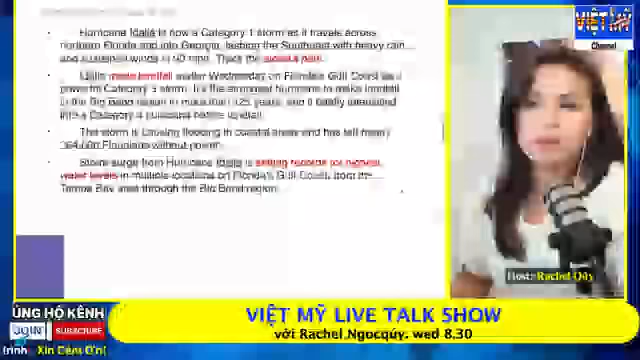 Hurricane Idalia is now a Category 1 storm as it travels across
northern Florida and into Georgia, lashing the Southeast with heavy rain
and sustained winds of 90 mph. Track the
Idalia made landfall earlier Wednesday on Florida's Gulf Coast as a
powerful Category 3 storm. It's the strongest hurricane to make landfall
in the Big Bend region in more than 125 years, and it briefly
into a Category 4 hurricane before landfall.
The storm is causing flooding in coastal areas and has left nearly
Floridians without power.
Storm surge from Hurricane Idalia is setting records for highest
water levels in multiple locations on Florida's Gulf Coast, from the
Tampa Bay area through the Big Bend region.
VIỆT MỸ
Channel
Host: Rachel Qúy
ỦNG HỘ KÊNH
JOIN SUBSCRIBE
trình Xin Cảm Ơn!
VIỆT MỸ LIVE TALK SHOW
với Rachel Ngocqúy. wed 8.30